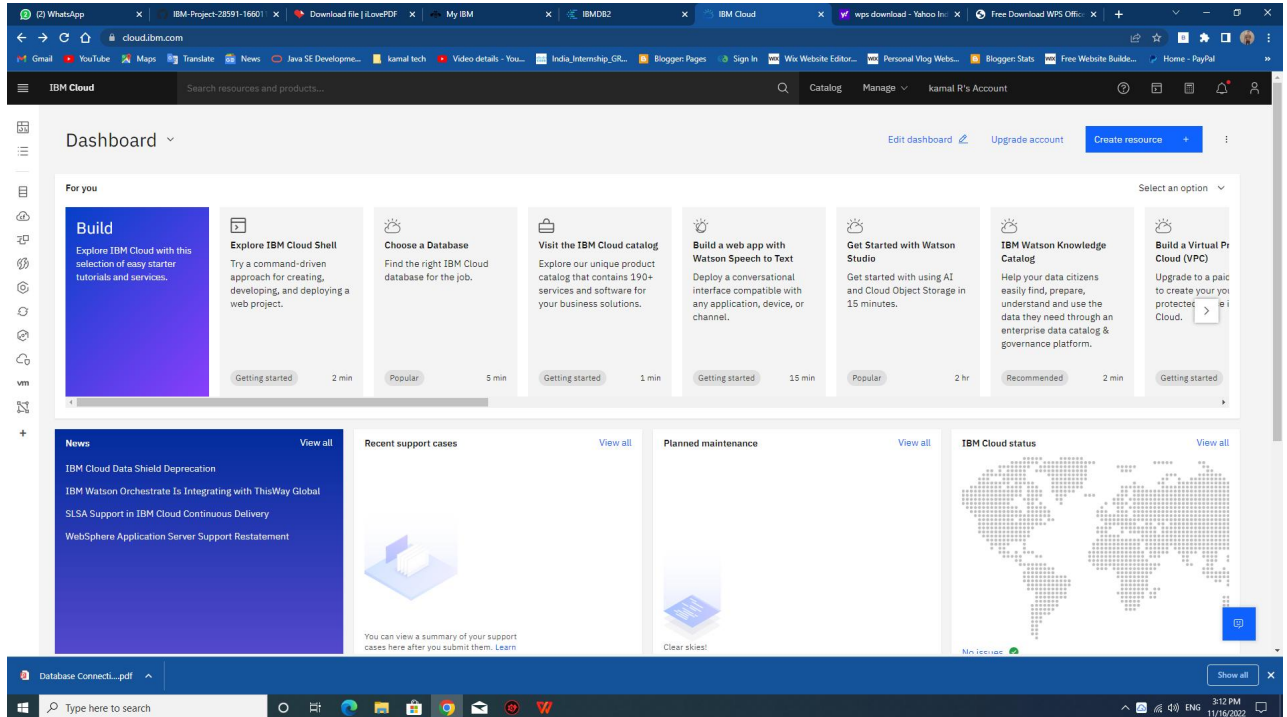 (2) WhatsApp
IBM-Project-28591-16601
Download file | iLovePDF
My IBM
IBMDB2
IBM Cloud
wps download - Yahoo Ind
Free Download WPS Office
cloud.ibm.com
Gmail
YouTube
Maps
Translate
News
Java SE Developme...
kamal tech
Video details - You...
India_Internship_GR...
Blogger: Pages
Sign In
Wix Website Editor...
Personal Vlog Webs...
Blogger: Stats
Free Website Builde...
Home - PayPal
IBM Cloud
Search resources and products...
Catalog
Manage
kamal R's Account
Dashboard
Edit dashboard
Upgrade account
Create resource +
For you
Select an option
Build
Explore IBM Cloud with this
selection of easy starter
tutorials and services.
Explore IBM Cloud Shell
Try a command-driven
approach for creating,
developing, and deploying a
web project.
Getting started
2 min
Choose a Database
Find the right IBM Cloud
database for the job.
Popular
5 min
Visit the IBM Cloud catalog
Explore our unique product
catalog that contains 190+
services and software for
your business solutions.
Getting started
1 min
Build a web app with
Watson Speech to Text
Deploy a conversational
interface compatible with
any application, device, or
channel.
Getting started
15 min
Get Started with Watson
Studio
Get started with using AI
and Cloud Object Storage in
15 minutes.
Popular
2 hr
IBM Watson Knowledge
Catalog
Help your data citizens
easily find, prepare,
understand and use the
data they need through an
enterprise data catalog &
governance platform.
Recommended
2 min
Build a Virtual Pr
Cloud (VPC)
Upgrade to a paid
to create your you
protected
Cloud.
Getting started
vm
News
View all
IBM Cloud Data Shield Deprecation
IBM Watson Orchestrate Is Integrating with ThisWay Global
SLSA Support in IBM Cloud Continuous Delivery
WebSphere Application Server Support Restatement
Recent support cases
View all
You can view a summary of your support
cases here after you submit them. Learn
Planned maintenance
View all
Clear skies!
IBM Cloud status
View all
No issues
Database Connecti....pdf
Show all
Type here to search
ENG
3:12 PM
11/16/2022